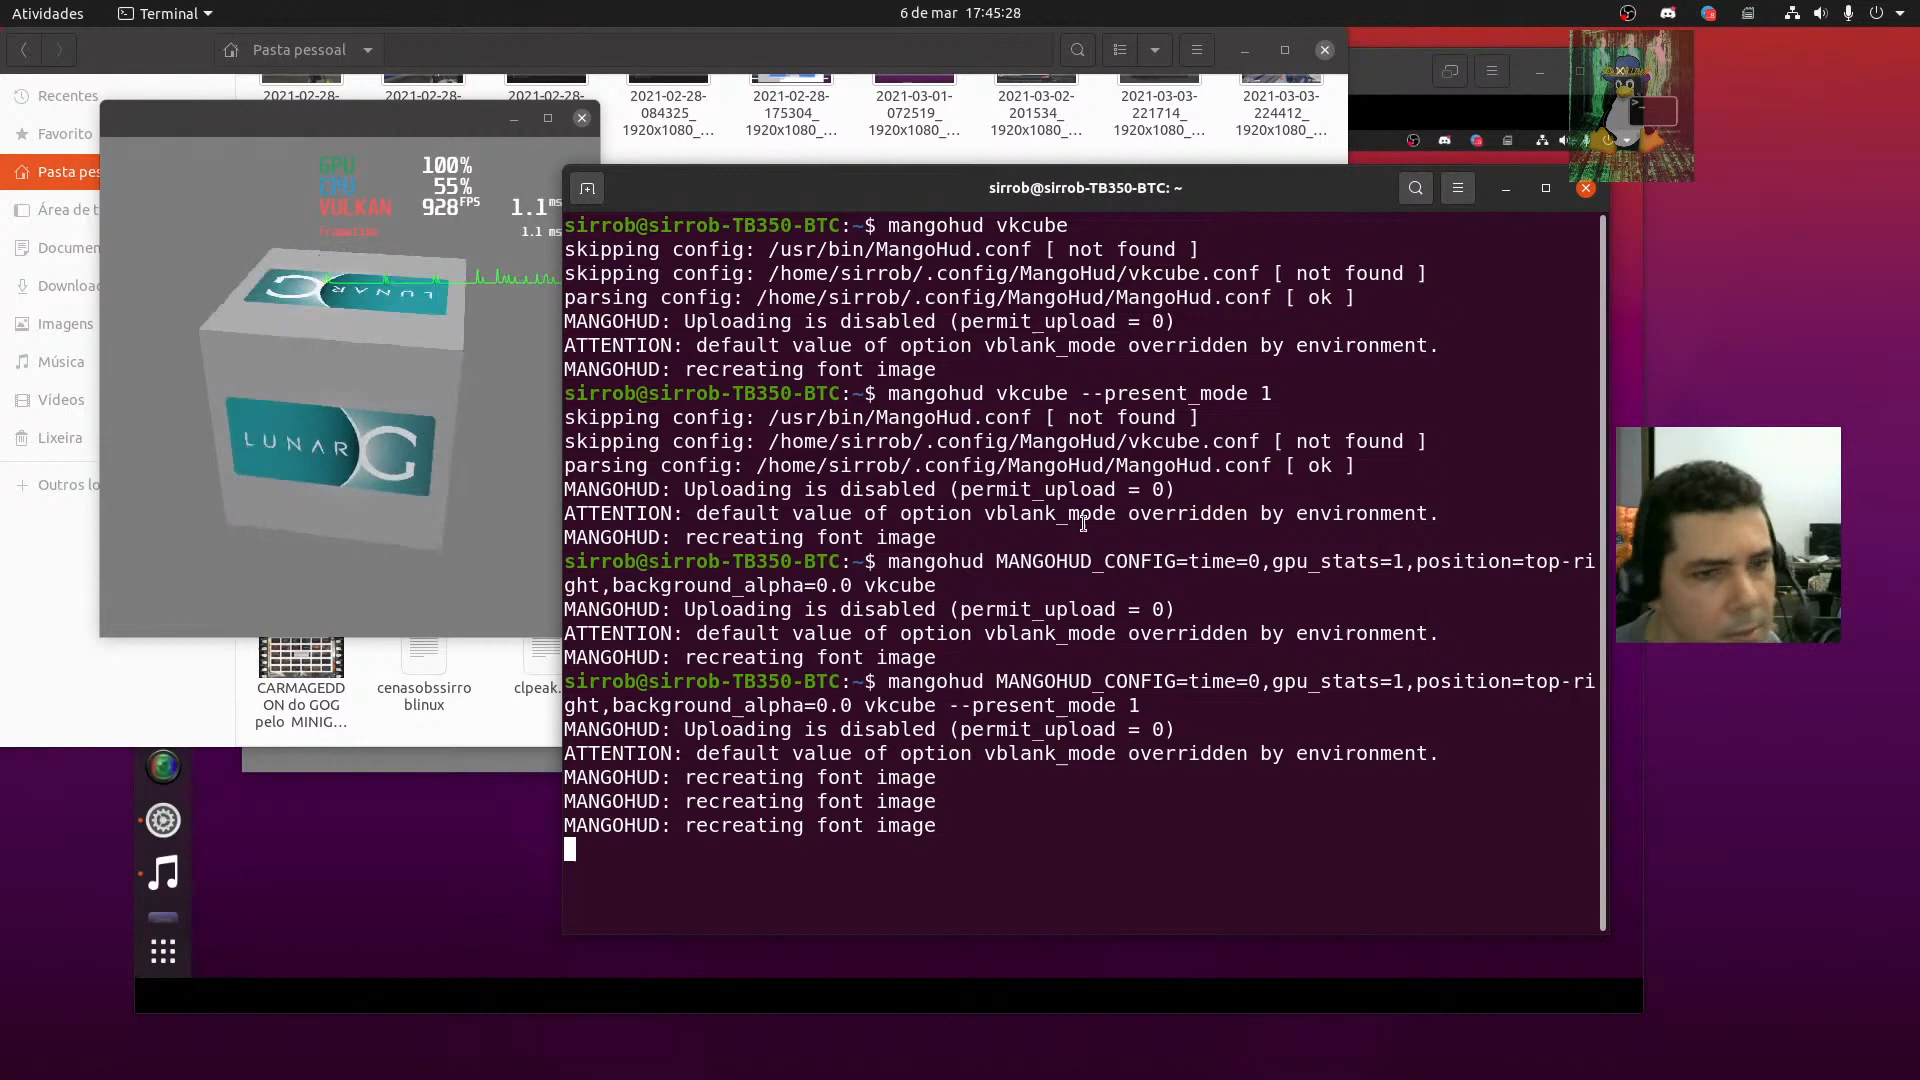 Atividades
Terminal
6 de mar 17:45:28
Pasta pessoal
Recentes
Favorito
Pasta pes
Área de t
Documen
Downloac
Imagens
Música
Vídeos
Lixeira
Outros lo
2021-02-28-
2021-02-28-
2021-02-28-
2021-02-28-
084325_
1920x1080_...
2021-02-28-
175304_
1920x1080_...
2021-03-01-
072519_
1920x1080_...
2021-03-02-
201534_
1920x1080_...
2021-03-03-
221714_
1920x1080_...
2021-03-03-
224412_
1920x1080_...
GPU 100%
CPU 55%
VULKAN 928FPS 1.1ms
Frametime 1.1 ms
LUNAR G
LUNAR G
CARMAGEDD
ON do GOG
pelo MINIG...
cenasobssirro
blinux
clpeak.
sirrob@sirrob-TB350-BTC: ~
sirrob@sirrob-TB350-BTC:~$ mangohud vkcube
skipping config: /usr/bin/MangoHud.conf [ not found ]
skipping config: /home/sirrob/.config/MangoHud/vkcube.conf [ not found ]
parsing config: /home/sirrob/.config/MangoHud/MangoHud.conf [ ok ]
MANGOHUD: Uploading is disabled (permit_upload = 0)
ATTENTION: default value of option vblank_mode overridden by environment.
MANGOHUD: recreating font image
sirrob@sirrob-TB350-BTC:~$ mangohud vkcube --present_mode 1
skipping config: /usr/bin/MangoHud.conf [ not found ]
skipping config: /home/sirrob/.config/MangoHud/vkcube.conf [ not found ]
parsing config: /home/sirrob/.config/MangoHud/MangoHud.conf [ ok ]
MANGOHUD: Uploading is disabled (permit_upload = 0)
ATTENTION: default value of option vblank_mode overridden by environment.
MANGOHUD: recreating font image
sirrob@sirrob-TB350-BTC:~$ mangohud MANGOHUD_CONFIG=time=0,gpu_stats=1,position=top-ri
ght,background_alpha=0.0 vkcube
MANGOHUD: Uploading is disabled (permit_upload = 0)
ATTENTION: default value of option vblank_mode overridden by environment.
MANGOHUD: recreating font image
sirrob@sirrob-TB350-BTC:~$ mangohud MANGOHUD_CONFIG=time=0,gpu_stats=1,position=top-ri
ght,background_alpha=0.0 vkcube --present_mode 1
MANGOHUD: Uploading is disabled (permit_upload = 0)
ATTENTION: default value of option vblank_mode overridden by environment.
MANGOHUD: recreating font image
MANGOHUD: recreating font image
MANGOHUD: recreating font image